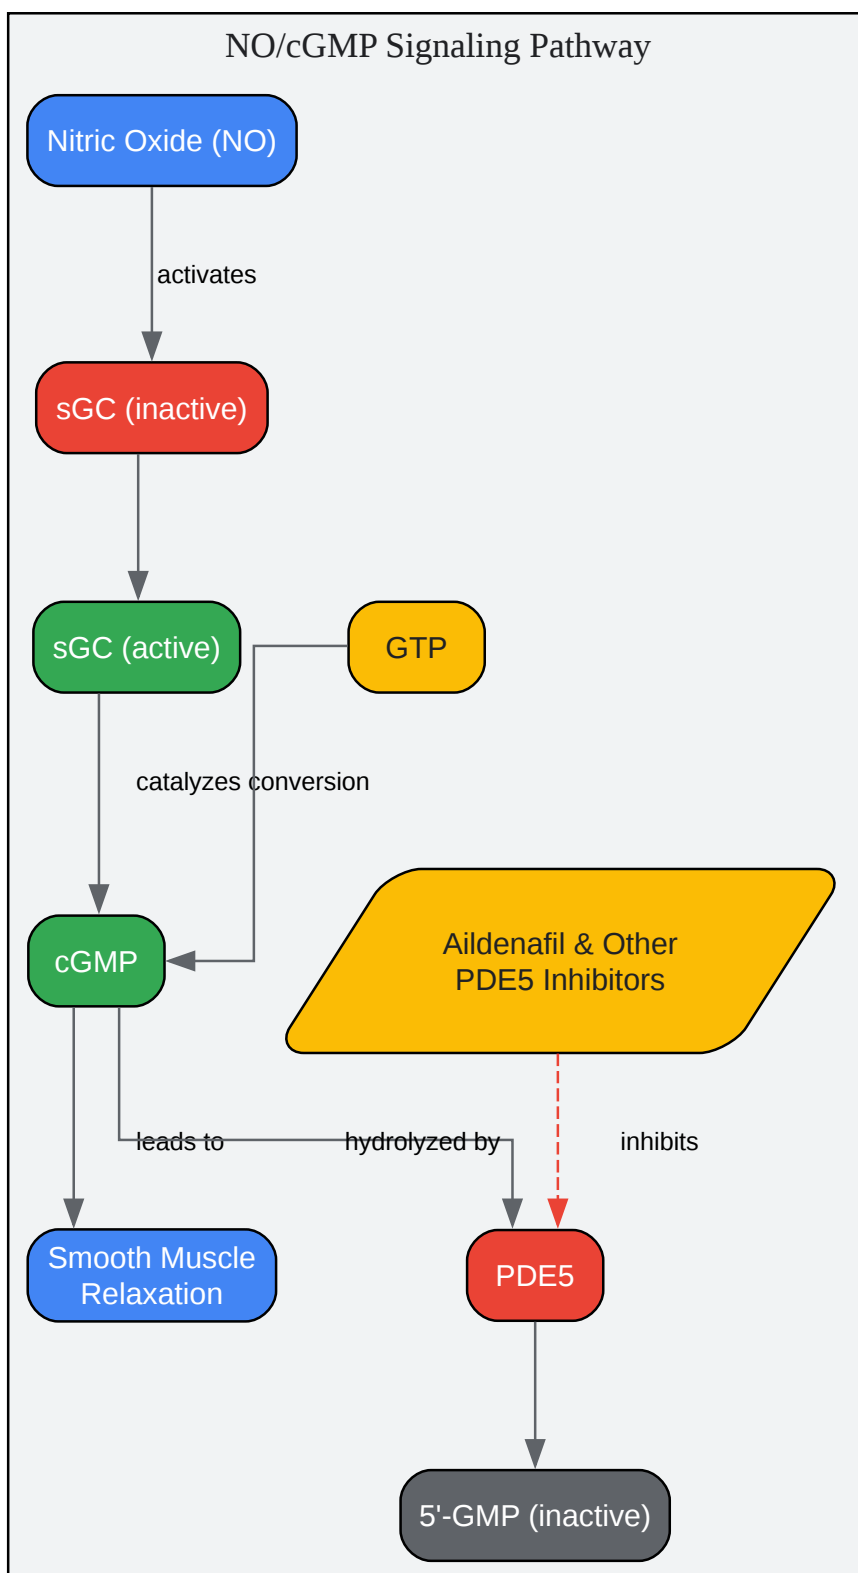 NO/cGMP Signaling Pathway
Nitric Oxide (NO)
activates
sGC (inactive)
sGC (active)
GTP
catalyzes conversion
cGMP
Aildenafil & Other
PDE5 Inhibitors
leads to
hydrolyzed by
inhibits
Smooth Muscle
Relaxation
PDE5
5'-GMP (inactive)